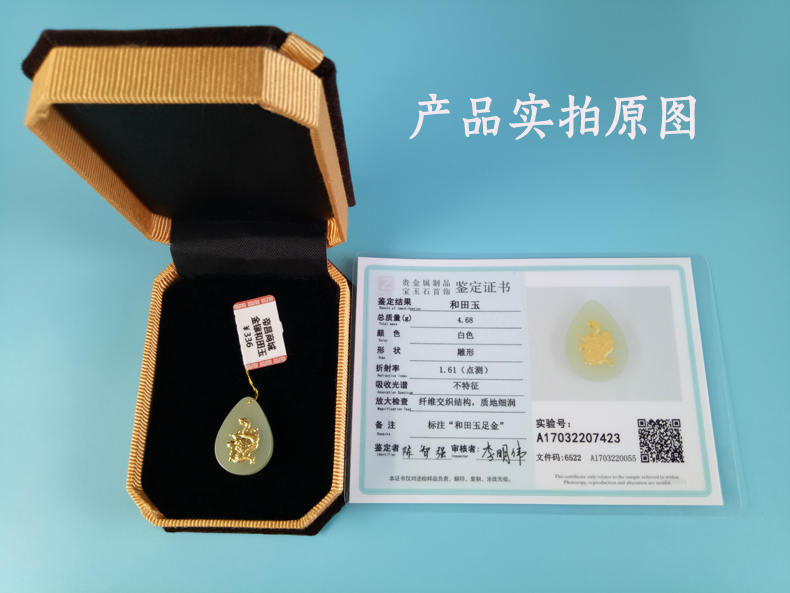 产品实拍原图
帝昌商城
金镶和田玉
¥336
Z
贵金属制品
宝玉石首饰 鉴定证书
鉴定结果 和田玉
总质量(g) 4.68
Total mass
颜色 白色
形状 雕形
折射率 1.61（点测）
Refractive index
吸收光谱 不特征
放大检查 纤维交织结构，质地细润
备注 标注“和田玉足金”
Remarks
鉴定者 陈智强 审核者 李明伟
本证书仅对送检样品负责，翻印、复制、涂改无效。
实验号:
A17032207423
文件码:6522 A1703220055
This certificate only relates to the sample referred to within
Photocopy, reproduction and alteration are invalid.